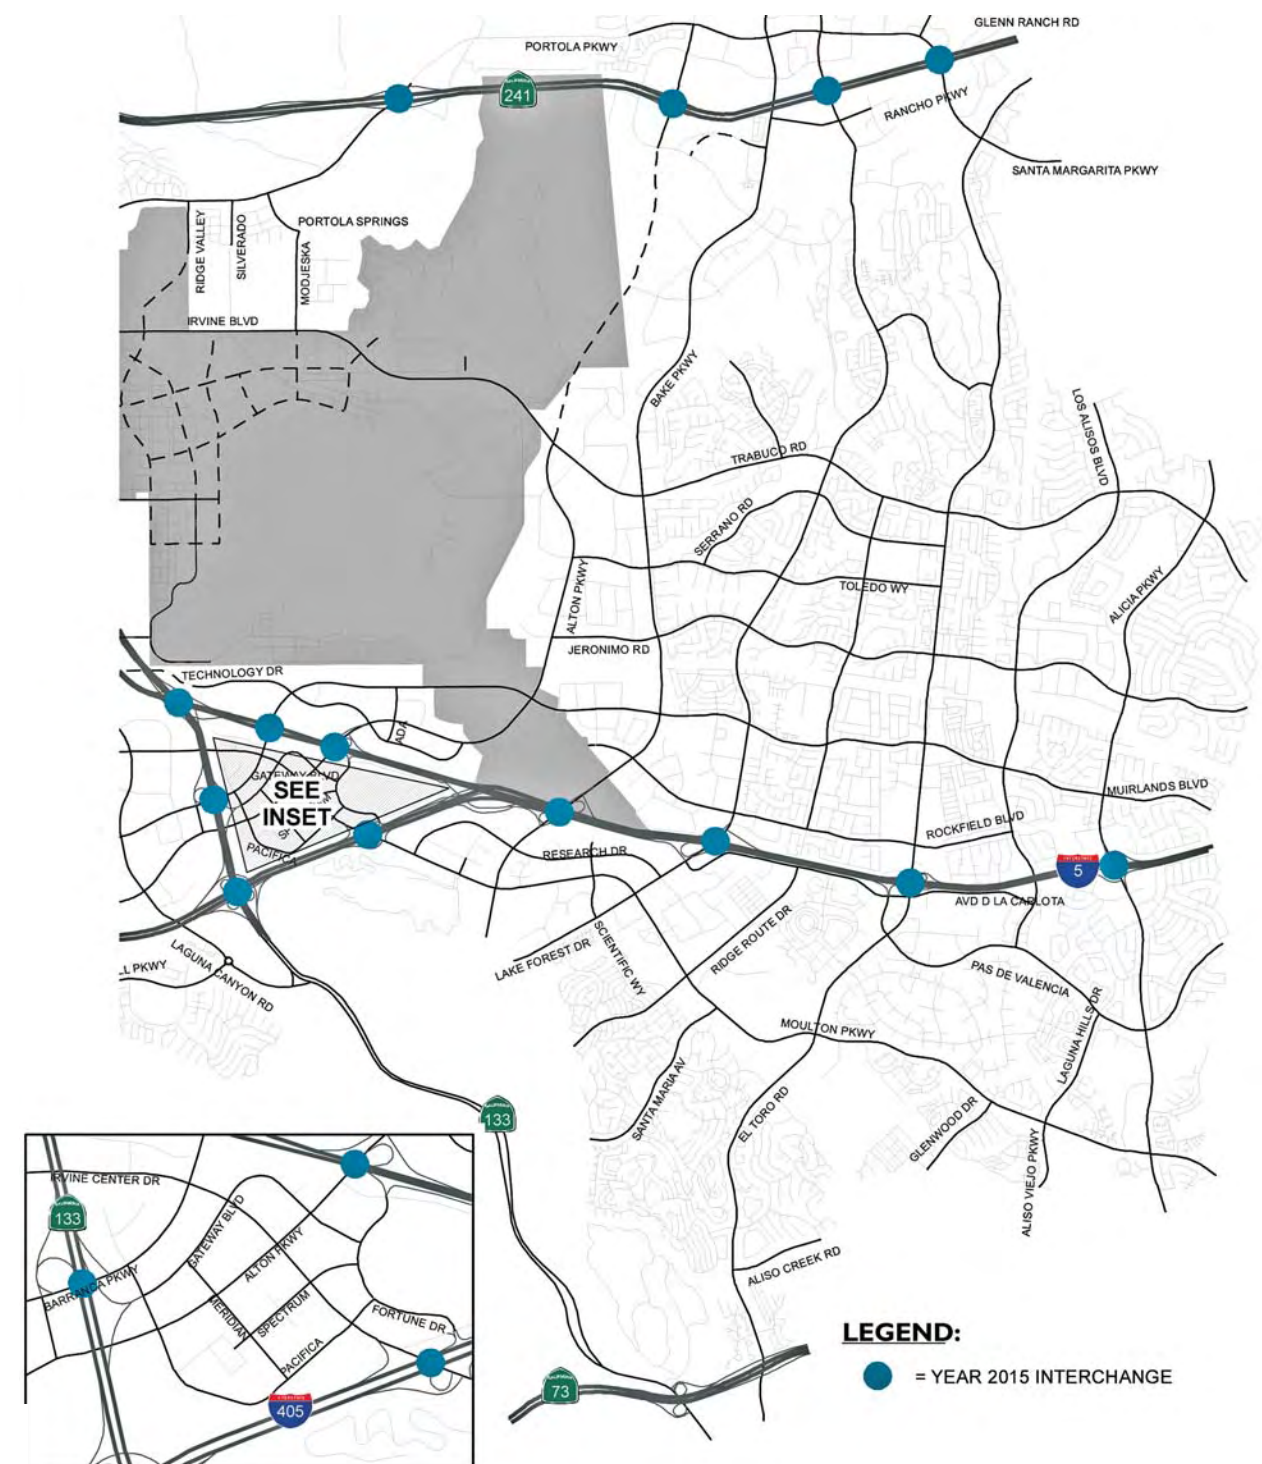 GLENN RANCH RD
PORTOLA PKWY
241
RANCHO PKWY
SANTA MARGARITA PKWY
RIDGE VALLEY
SILVERADO
PORTOLA SPRINGS
MODJESKA
IRVINE BLVD
BAKE PKWY
LOS ALISOS BLVD
TRABUCO RD
SERRANO RD
ALTON PKWY
TOLEDO WY
ALICIA PKWY
JERONIMO RD
TECHNOLOGY DR
ADA
GATEWAY BLVD
SEE
INSET
PACIFICA
MUIRLANDS BLVD
ROCKFIELD BLVD
RESEARCH DR
5
AVD D LA CARLOTA
LAGUNA CANYON RD
LL PKWY
LAKE FOREST DR
SCIENTIFIC WY
RIDGE ROUTE DR
PAS DE VALENCIA
MOULTON PKWY
LAGUNA HILLS DR
SANTA MARIA AV
EL TORO RD
GLENWOOD DR
ALISO VIEJO PKWY
133
ALISO CREEK RD
73
IRVINE CENTER DR
133
GATEWAY BLVD
ALTON PKWY
BARRANCA PKWY
MERIDIAN
SPECTRUM
FORTUNE DR
PACIFICA
405
LEGEND:
= YEAR 2015 INTERCHANGE